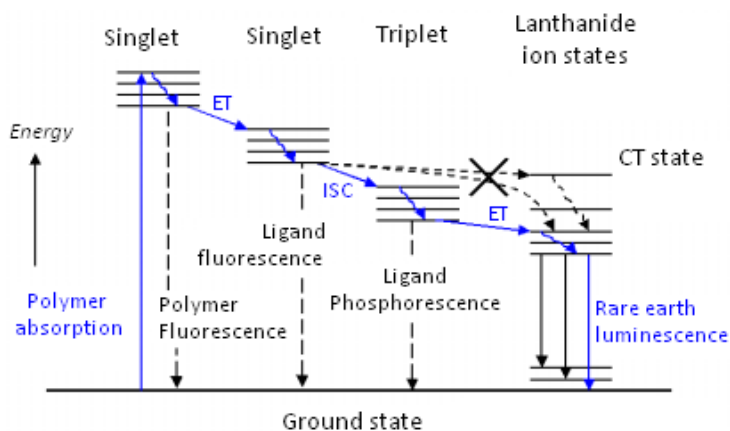 Singlet
Singlet
Triplet
Lanthanide
ion states
Energy
ET
CT state
ISC
ET
Ligand
fluorescence
Ligand
Phosphorescence
Polymer
absorption
Polymer
Fluorescence
Rare earth
luminescence
Ground state